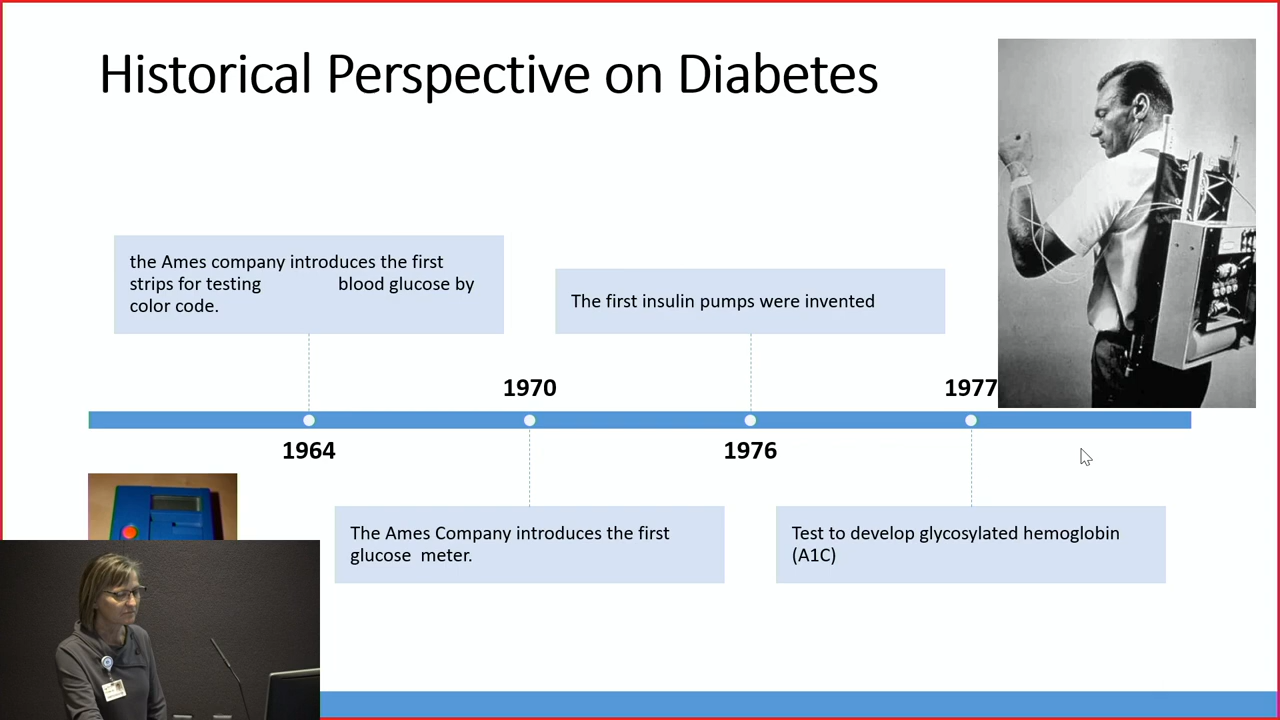 Historical Perspective on Diabetes
the Ames company introduces the first
strips for testing blood glucose by
color code.
The first insulin pumps were invented
1970
1977
1964
1976
The Ames Company introduces the first
glucose meter.
Test to develop glycosylated hemoglobin
(A1C)